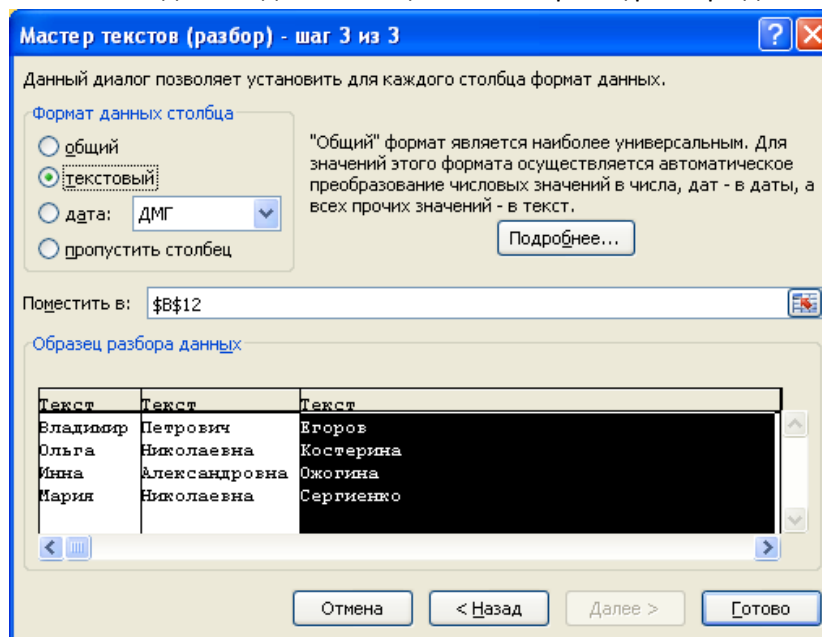 Мастер текстов (разбор) - шаг 3 из 3
Данный диалог позволяет установить для каждого столбца формат данных.
Формат данных столбца
общий
текстовый
дата: ДМГ
пропустить столбец
"Общий" формат является наиболее универсальным. Для
значений этого формата осуществляется автоматическое
преобразование числовых значений в числа, дат - в даты, а
всех прочих значений - в текст.
Подробнее...
Поместить в: $B$12
Образец разбора данных
Текст Текст Текст
Владимир Петрович Егоров
Ольга Николаевна Костерина
Инна Александровна Ожогина
Мария Николаевна Сергиенко
Отмена < Назад Далее > Готово